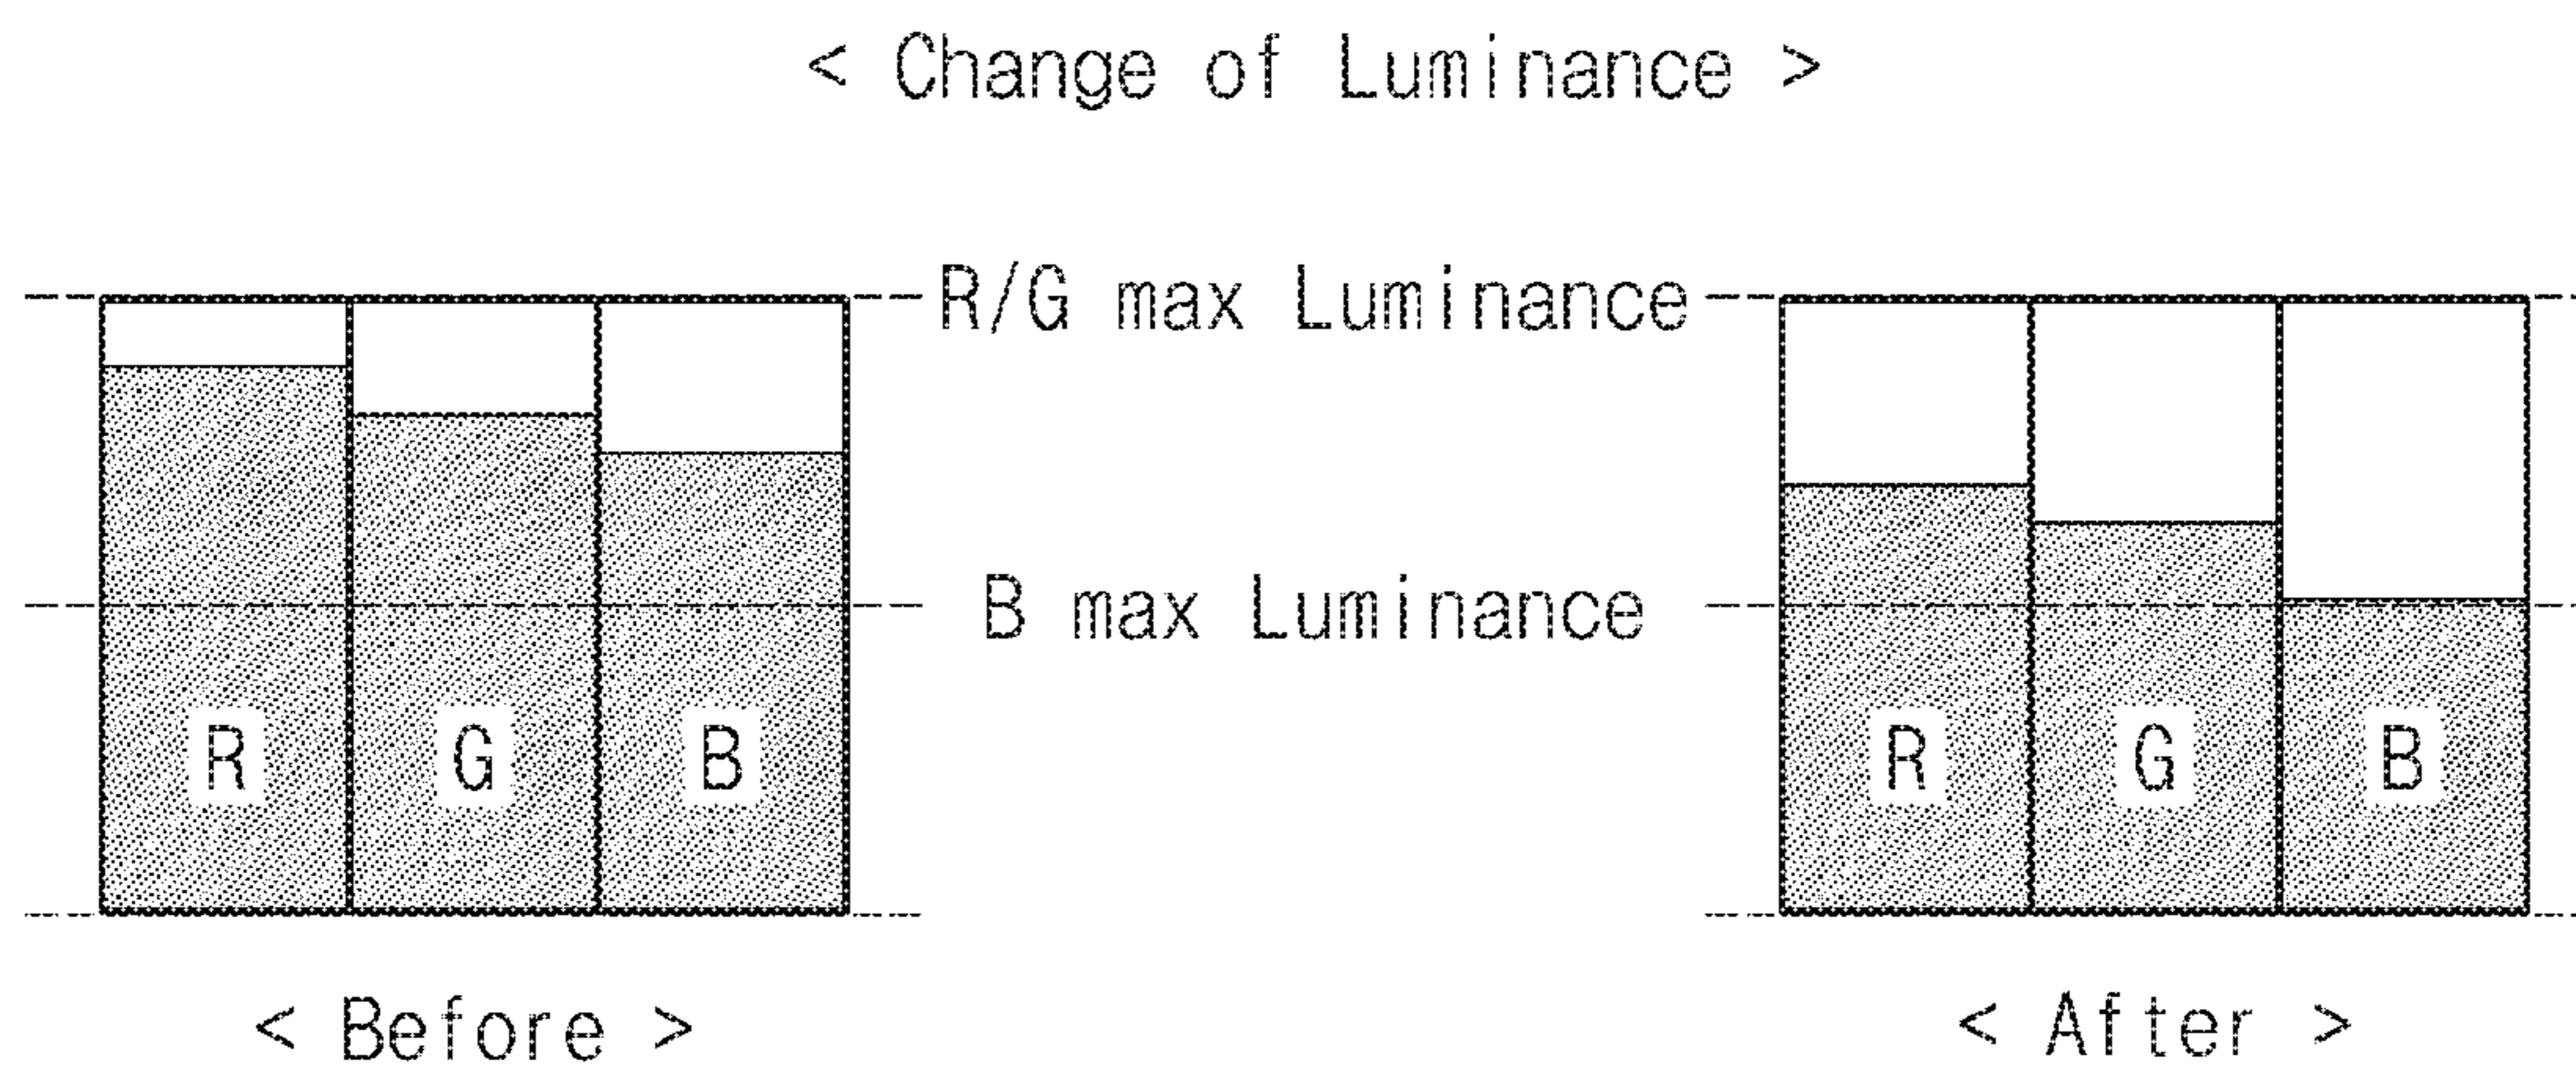 < Change of Luminance >
R/G max Luminance
B max Luminance
R G B
R G B
< Before >
< After >